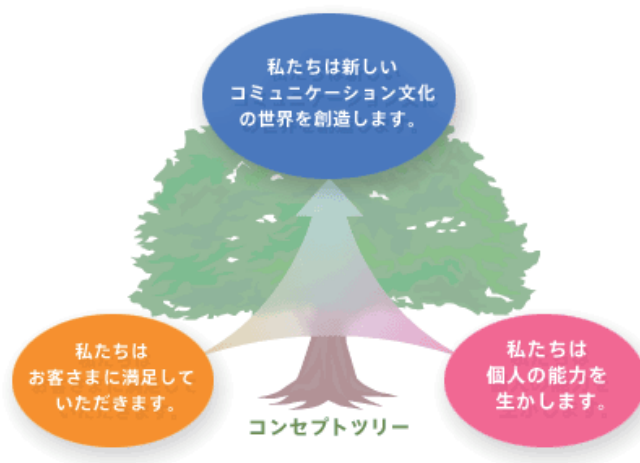 私たちは新しい
コミュニケーション文化
の世界を創造します。
私たちは
お客さまに満足して
いただきます。
私たちは
個人の能力を
生かします。
コンセプトツリー